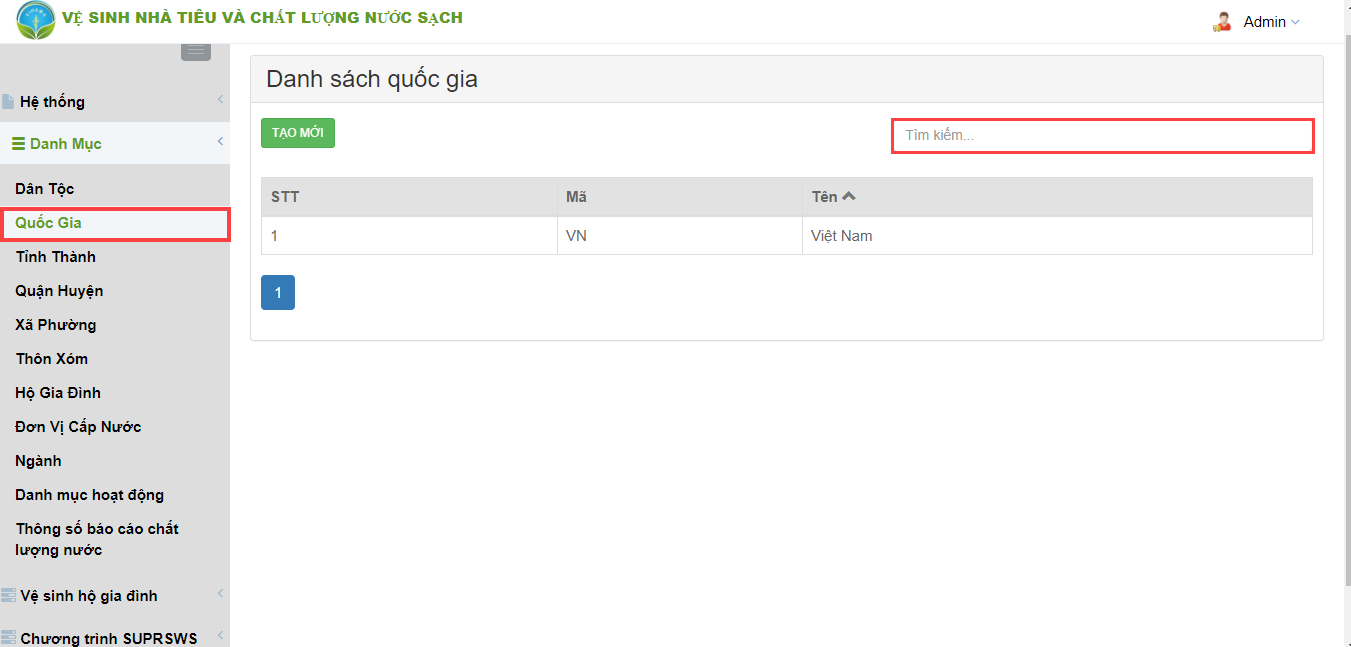 VỆ SINH NHÀ TIÊU VÀ CHẤT LƯỢNG NƯỚC SẠCH
Admin
Hệ thống
Danh Mục
Dân Tộc
Quốc Gia
Tỉnh Thành
Quận Huyện
Xã Phường
Thôn Xóm
Hộ Gia Đình
Đơn Vị Cấp Nước
Ngành
Danh mục hoạt động
Thông số báo cáo chất
lượng nước
Vệ sinh hộ gia đình
Chương trình SUPRSWS
Danh sách quốc gia
TẠO MỚI
Tìm kiếm...
STT Mã Tên
1 VN Việt Nam
1